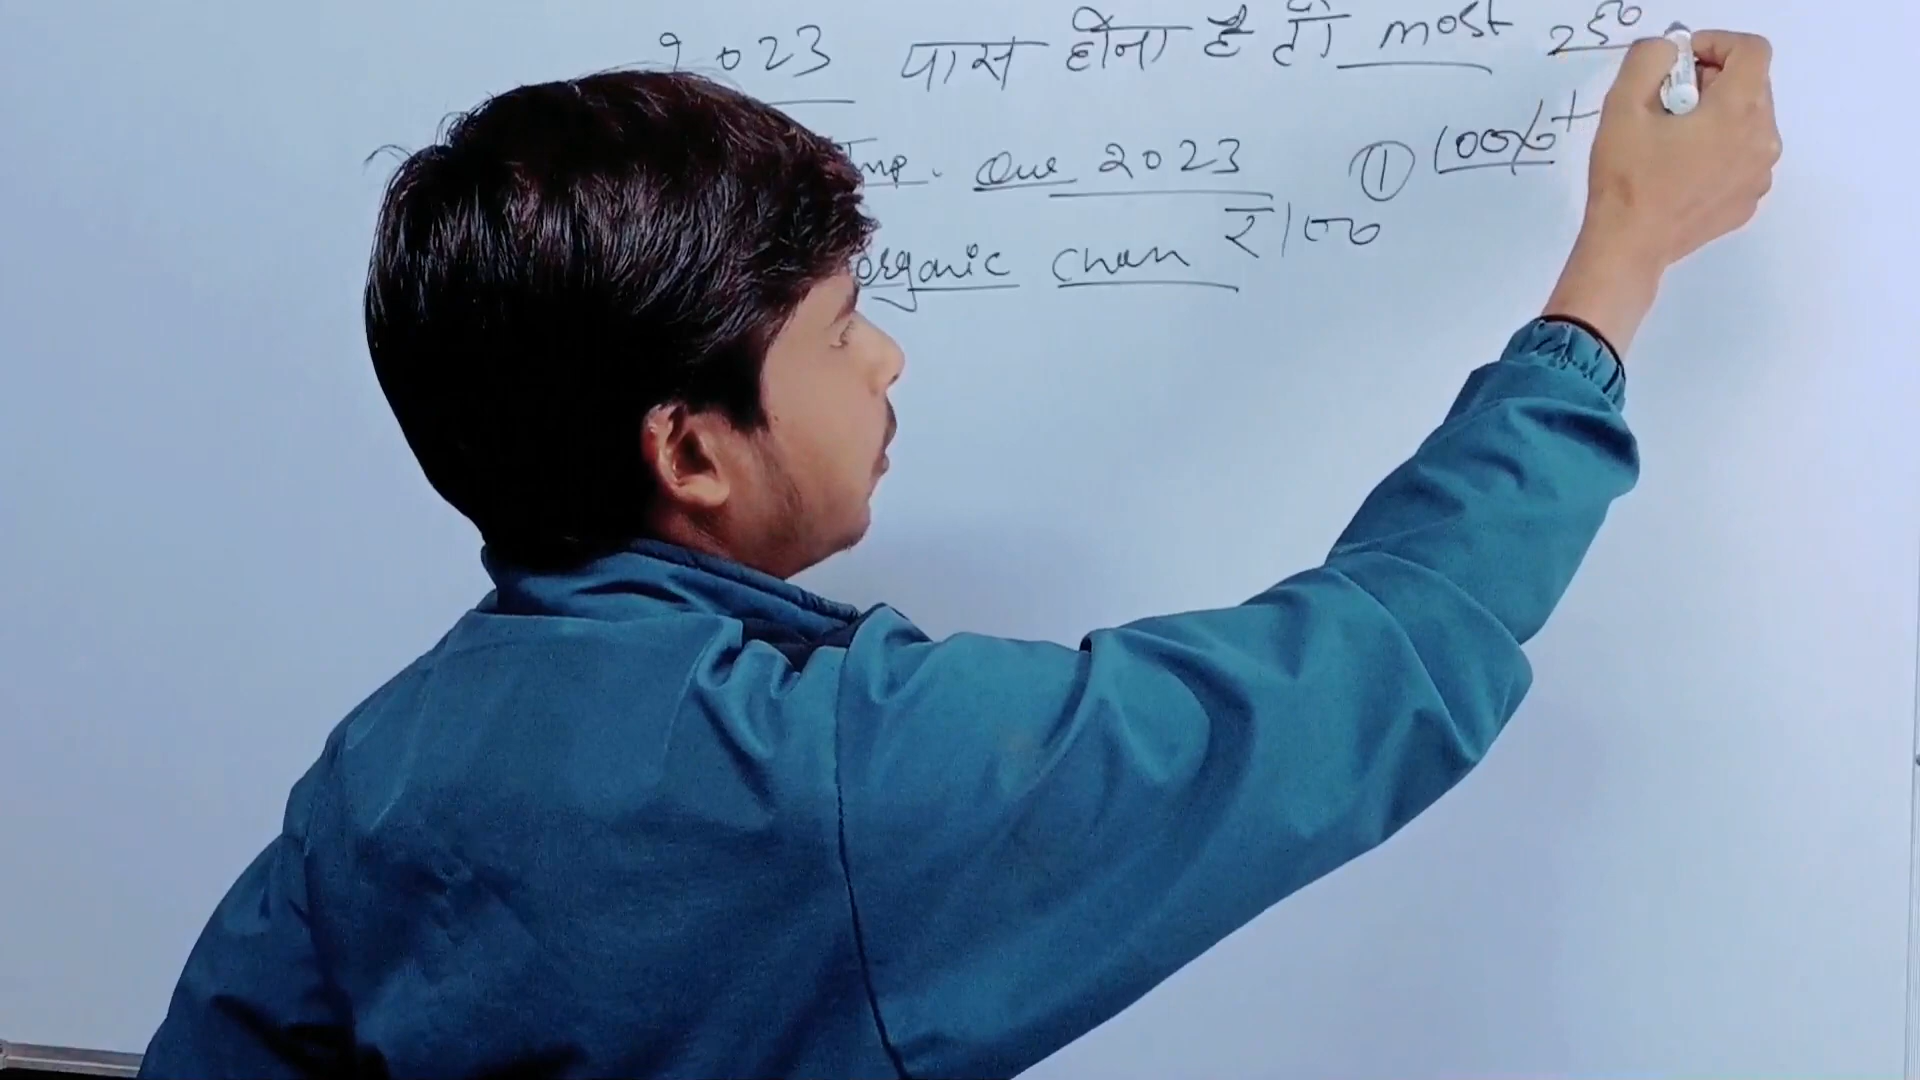 2023 पास होना है तो most 250
Imp. Que 2023 ① 100%+
organic Chem ₹100